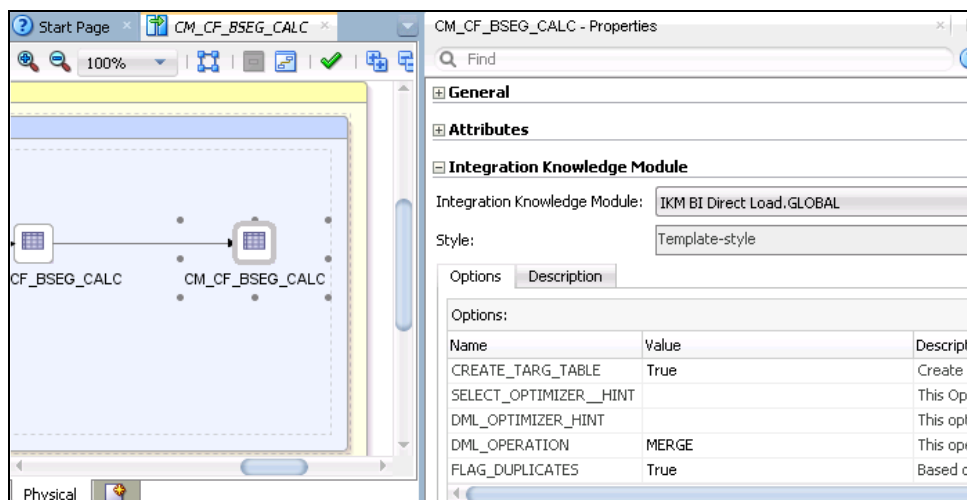 Start Page
CM_CF_BSEG_CALC
CM_CF_BSEG_CALC - Properties
100%
Find
General
Attributes
Integration Knowledge Module
Integration Knowledge Module: IKM BI Direct Load.GLOBAL
Style: Template-style
CF_BSEG_CALC
CM_CF_BSEG_CALC
Options
Description
Options:
Name Value Descript
CREATE_TARG_TABLE True Create
SELECT_OPTIMIZER__HINT This Op
DML_OPTIMIZER_HINT This opt
DML_OPERATION MERGE This ope
FLAG_DUPLICATES True Based o
Physical